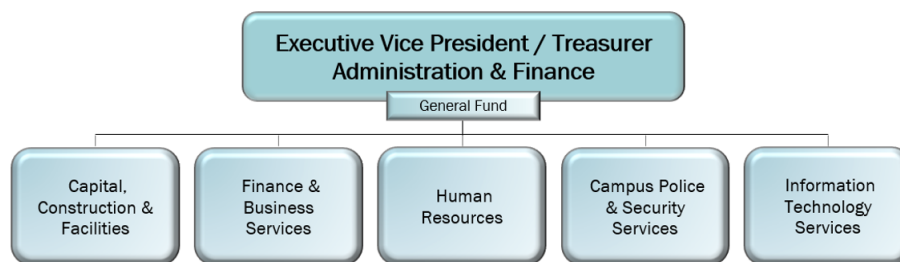 Executive Vice President / Treasurer
Administration & Finance
General Fund
Capital,
Construction &
Facilities
Finance &
Business
Services
Human
Resources
Campus Police
& Security
Services
Information
Technology
Services